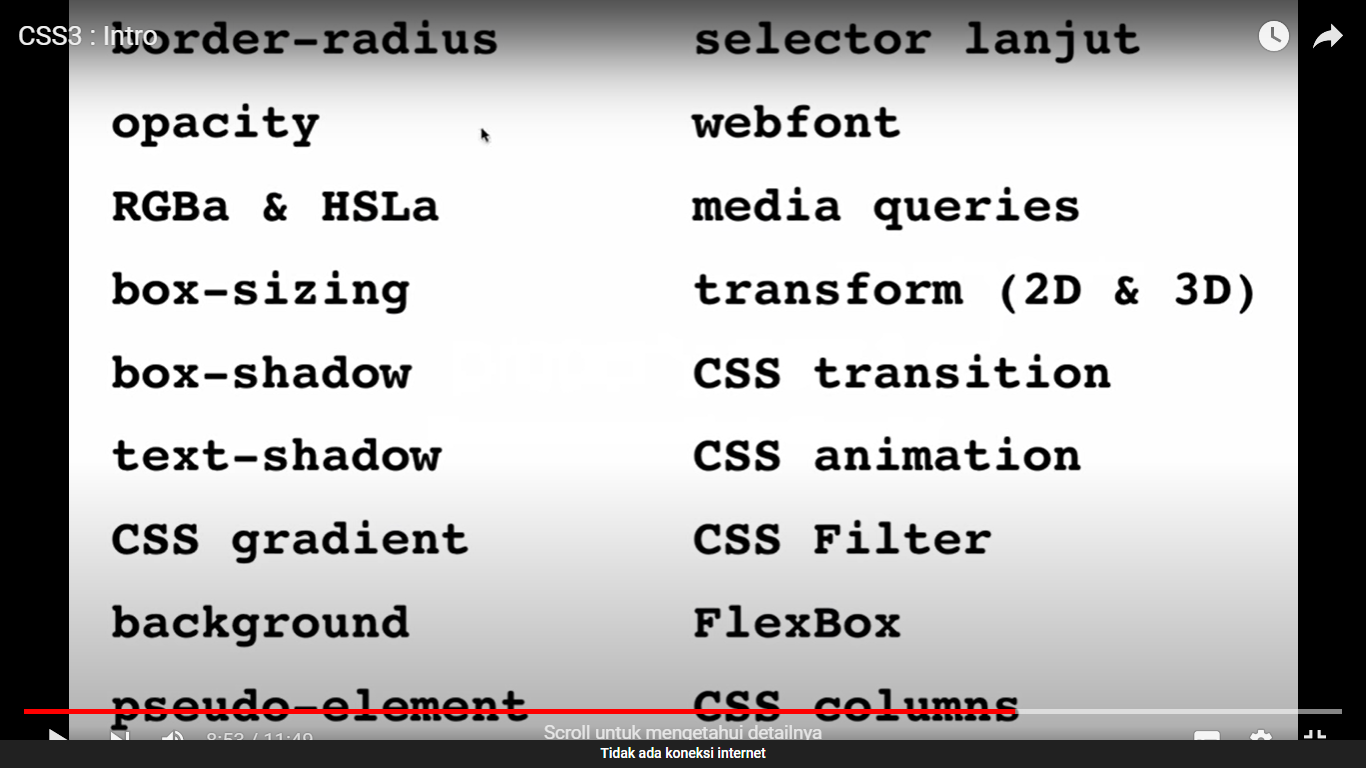 CSS3 : Intro
border-radius
opacity
RGBa & HSLa
box-sizing
box-shadow
text-shadow
CSS gradient
background
pseudo-element
selector lanjut
webfont
media queries
transform (2D & 3D)
CSS transition
CSS animation
CSS Filter
FlexBox
CSS columns
8:53 / 11:49
Scroll untuk mengetahui detailnya
Tidak ada koneksi internet